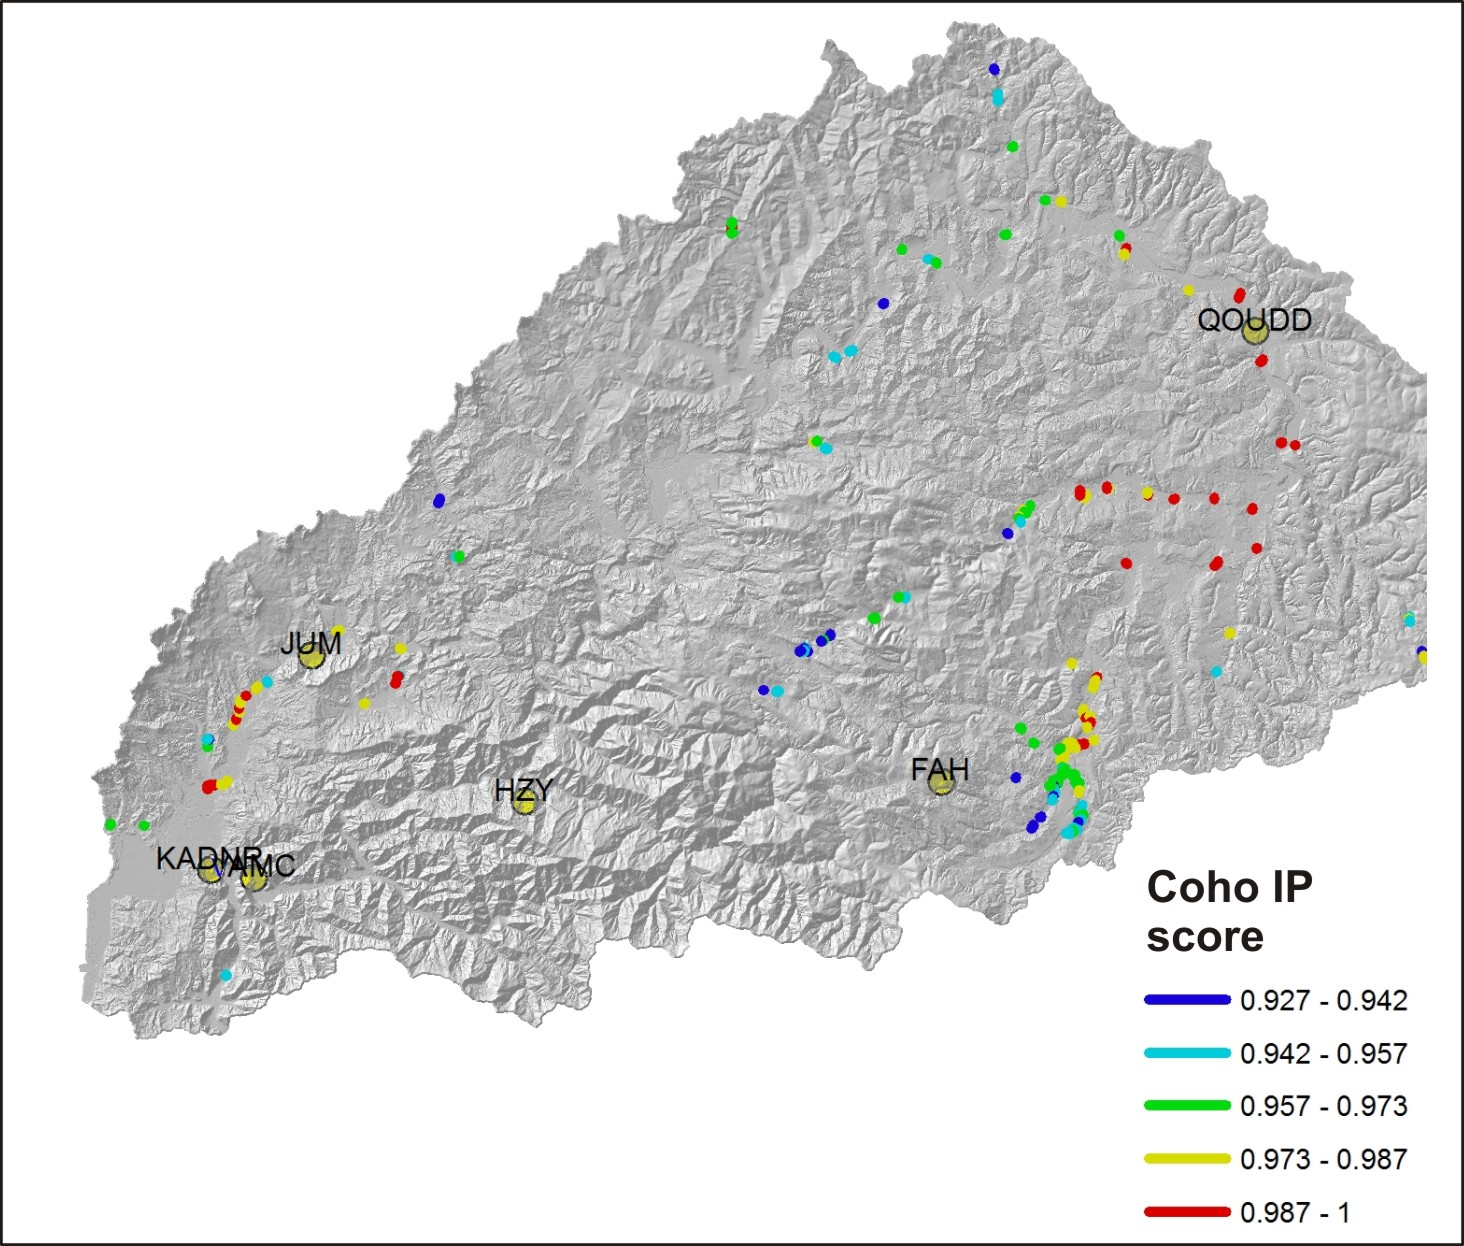 QOUDD
JUM
FAH
HZY
KADNR
YAMC
Coho IP
score
0.927 - 0.942
0.942 - 0.957
0.957 - 0.973
0.973 - 0.987
0.987 - 1